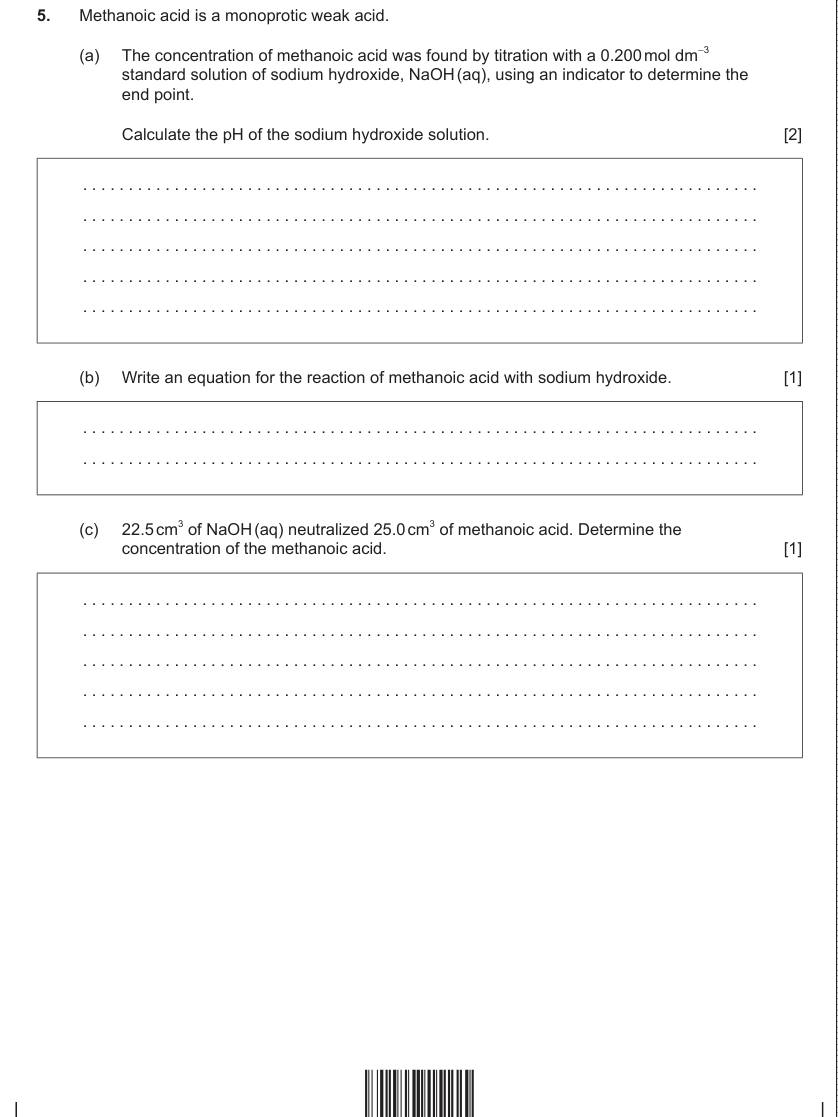 5. Methanoic acid is a monoprotic weak acid.
(a) The concentration of methanoic acid was found by titration with a 0.200 mol dm⁻³
standard solution of sodium hydroxide, NaOH (aq), using an indicator to determine the
end point.
Calculate the pH of the sodium hydroxide solution. [2]
(b) Write an equation for the reaction of methanoic acid with sodium hydroxide. [1]
(c) 22.5 cm³ of NaOH (aq) neutralized 25.0 cm³ of methanoic acid. Determine the
concentration of the methanoic acid. [1]